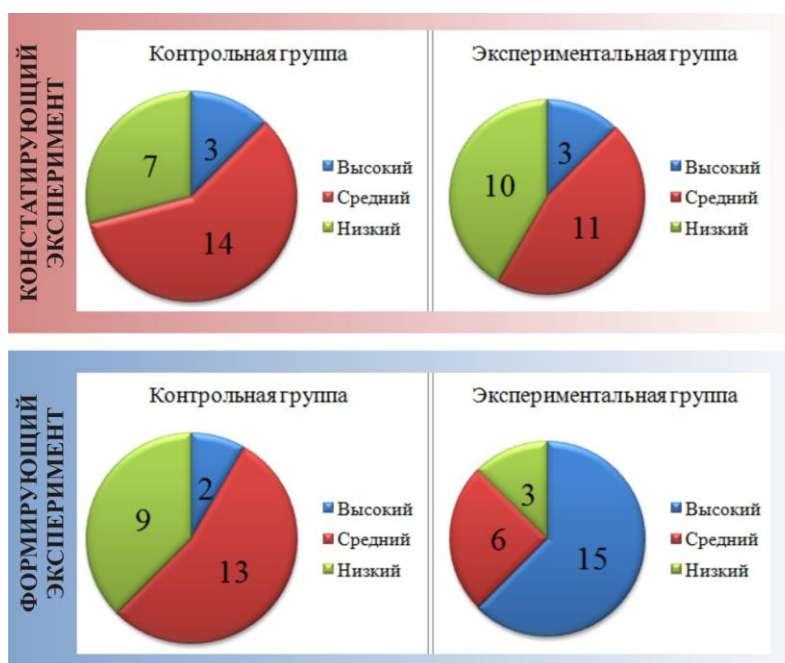 КОНСТАТИРУЮЩИЙ
ЭКСПЕРИМЕНТ
Контрольная группа
3
14
7
Высокий
Средний
Низкий
Экспериментальная группа
3
11
10
Высокий
Средний
Низкий
ФОРМИРУЮЩИЙ
ЭКСПЕРИМЕНТ
Контрольная группа
2
13
9
Высокий
Средний
Низкий
Экспериментальная группа
15
6
3
Высокий
Средний
Низкий